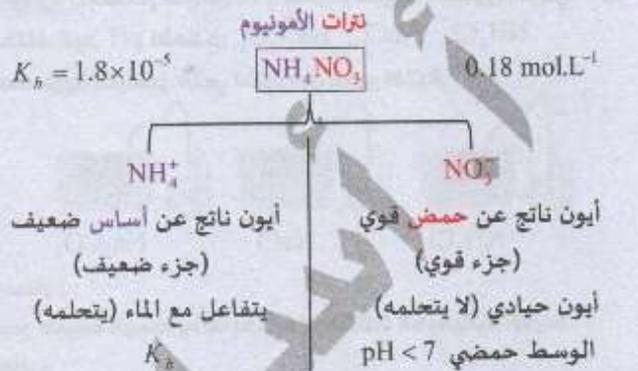 نترات الأمونيوم
K_b = 1.8×10⁻⁵
NH₄NO₃
0.18 mol.L⁻¹
NH₄⁺
أيون ناتج عن أساس ضعيف
(جزء ضعيف)
يتفاعل مع الماء (يتحلمه)
K_h
NO₃⁻
أيون ناتج عن حمض قوي
(جزء قوي)
أيون حيادي (لا يتحلمه)
الوسط حمضي pH < 7